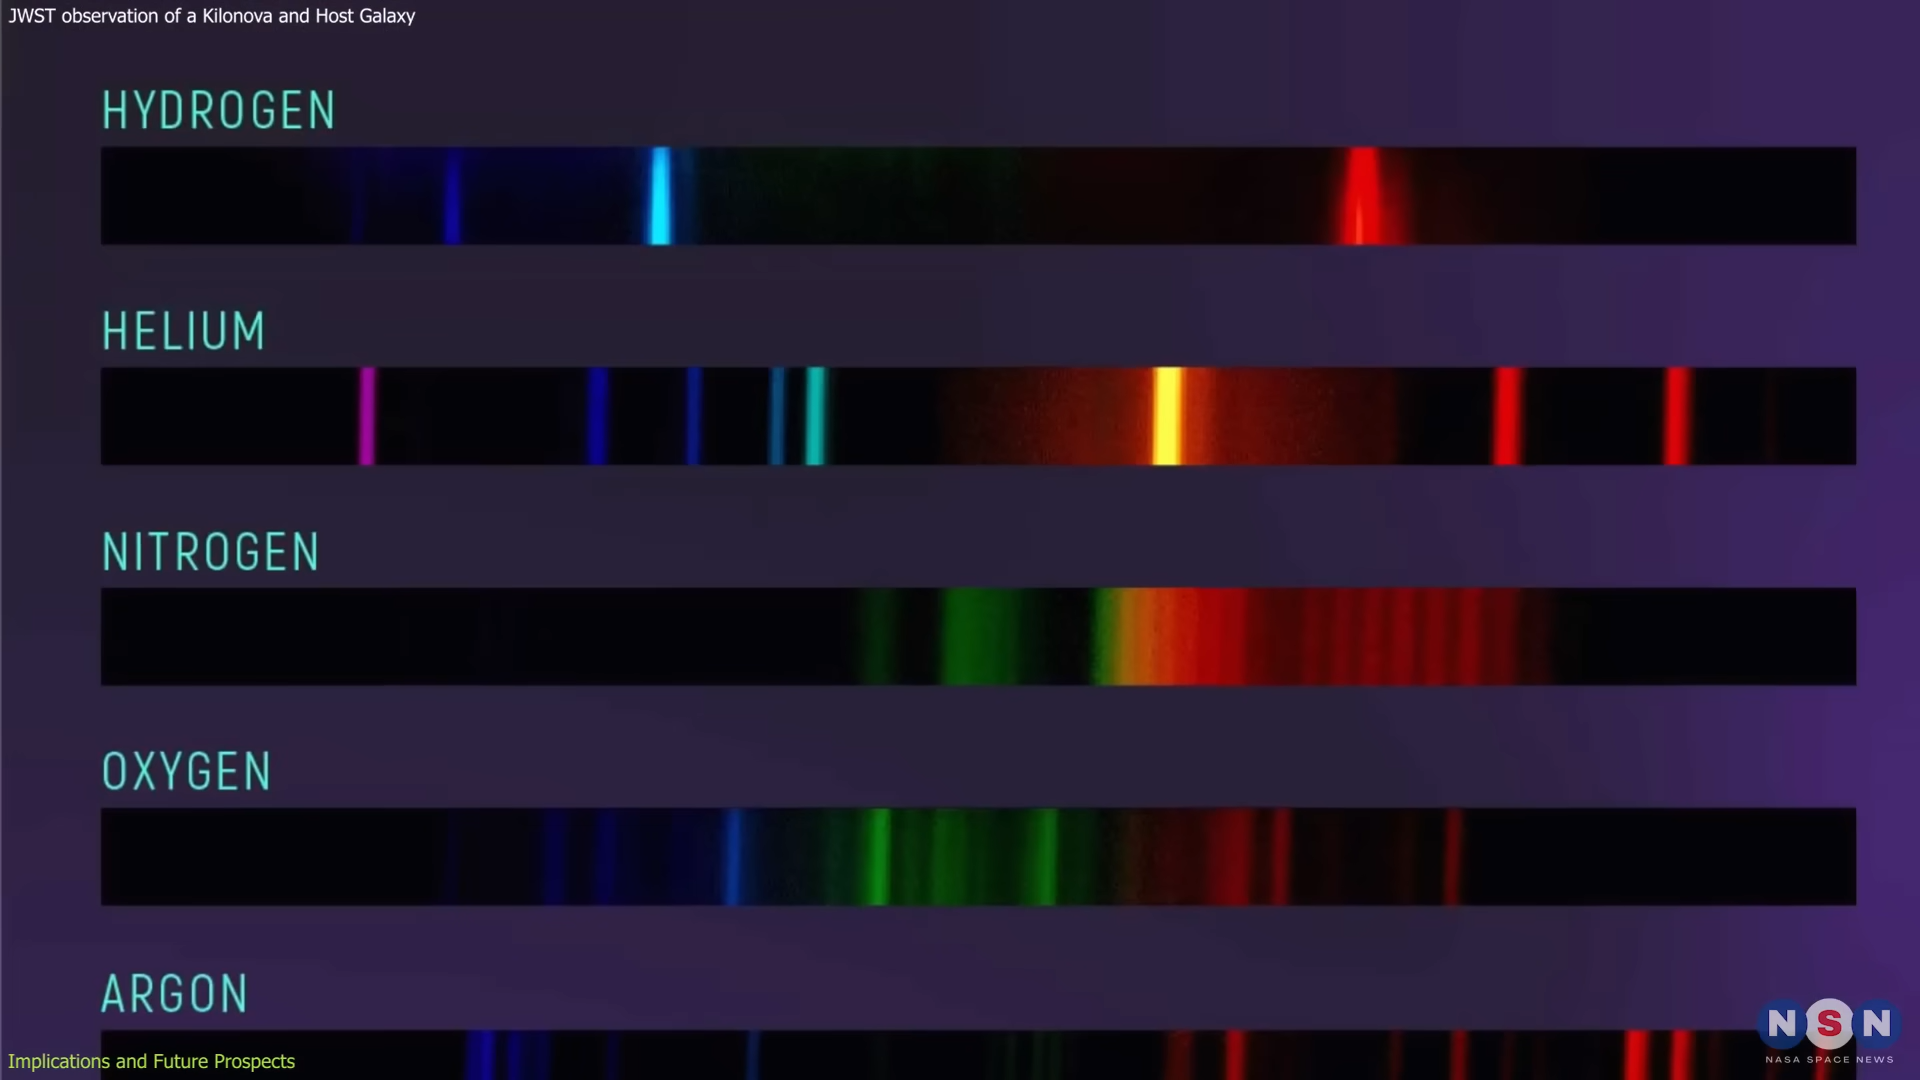 JWST observation of a Kilonova and Host Galaxy
HYDROGEN
HELIUM
NITROGEN
OXYGEN
ARGON
NSN
NASA SPACE NEWS
Implications and Future Prospects